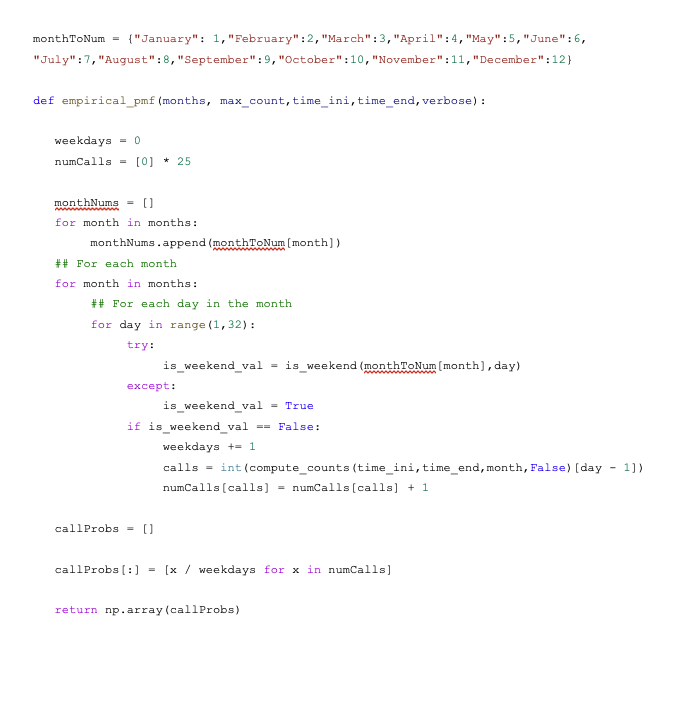 monthToNum = {"January": 1,"February":2,"March":3,"April":4,"May":5,"June":6,
"July":7,"August":8,"September":9,"October":10,"November":11,"December":12}
def empirical_pmf(months, max_count,time_ini,time_end,verbose):
weekdays = 0
numCalls = [0] * 25
monthNums = []
for month in months:
monthNums.append(monthToNum[month])
## For each month
for month in months:
## For each day in the month
for day in range(1,32):
try:
is_weekend_val = is_weekend(monthToNum[month],day)
except:
is_weekend_val = True
if is_weekend_val == False:
weekdays += 1
calls = int(compute_counts(time_ini,time_end,month,False)[day - 1])
numCalls[calls] = numCalls[calls] + 1
callProbs = []
callProbs[:] = [x / weekdays for x in numCalls]
return np.array(callProbs)